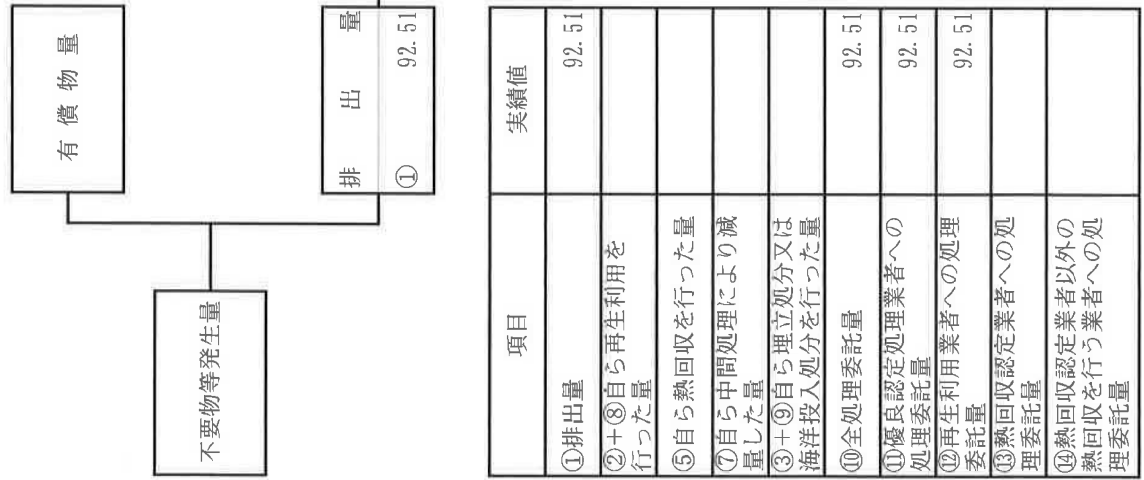 有償物量
不要物等発生量
排出量
① 92.51
項目 実績値
①排出量 92.51
②+⑧自ら再生利用を
行った量
⑤自ら熱回収を行った量
⑦自ら中間処理により減
量した量
③+⑨自ら埋立処分又は
海洋投入処分を行った量
⑩全処理委託量 92.51
⑪優良認定処理業者への
処理委託量 92.51
⑫再生利用業者への処理
委託量 92.51
⑬熱回収認定業者への処
理委託量
⑭熱回収認定業者以外の
熱回収を行う業者への処
理委託量